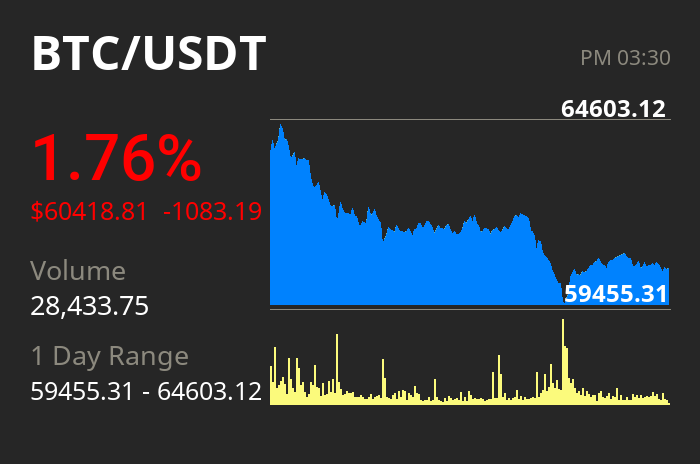 BTC/USDT
PM 03:30
64603.12
1.76%
$60418.81 -1083.19
Volume
28,433.75
59455.31
1 Day Range
59455.31 - 64603.12